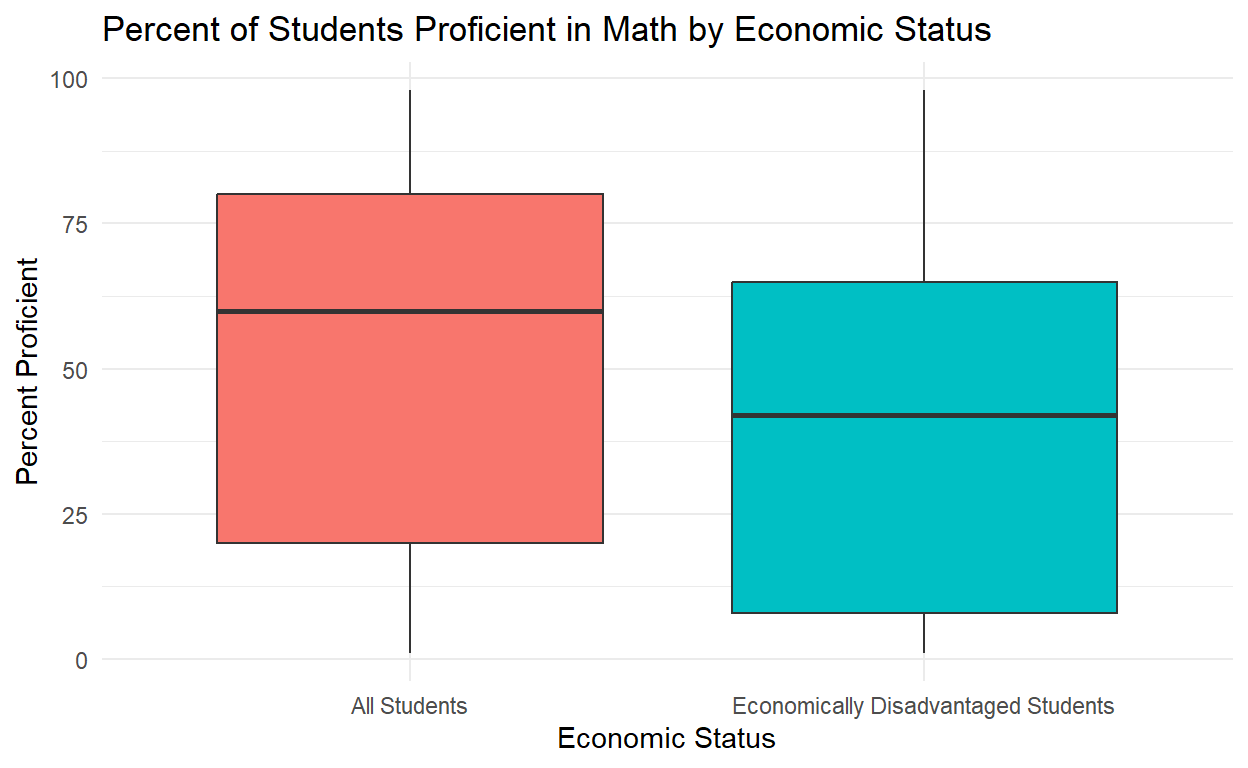 Percent of Students Proficient in Math by Economic Status
100
75
50
25
0
Percent Proficient
All Students
Economically Disadvantaged Students
Economic Status